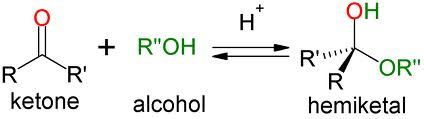 O
R R'
ketone
+
R"OH
alcohol
H+
OH
R' OR"
R
hemiketal